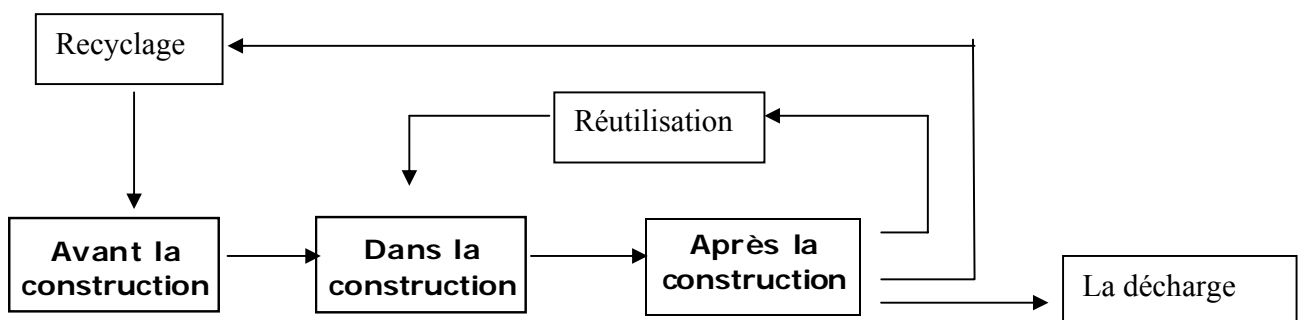 Recyclage
Réutilisation
Avant la
construction
Dans la
construction
Après la
construction
La décharge